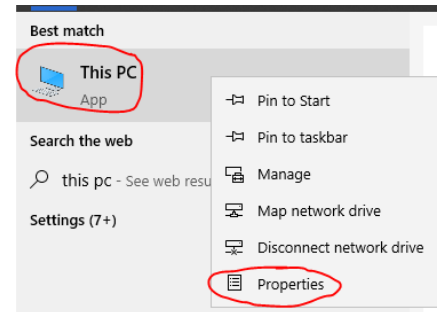 Best match
This PC
App
Search the web
this pc - See web resu
Settings (7+)
Pin to Start
Pin to taskbar
Manage
Map network drive
Disconnect network drive
Properties